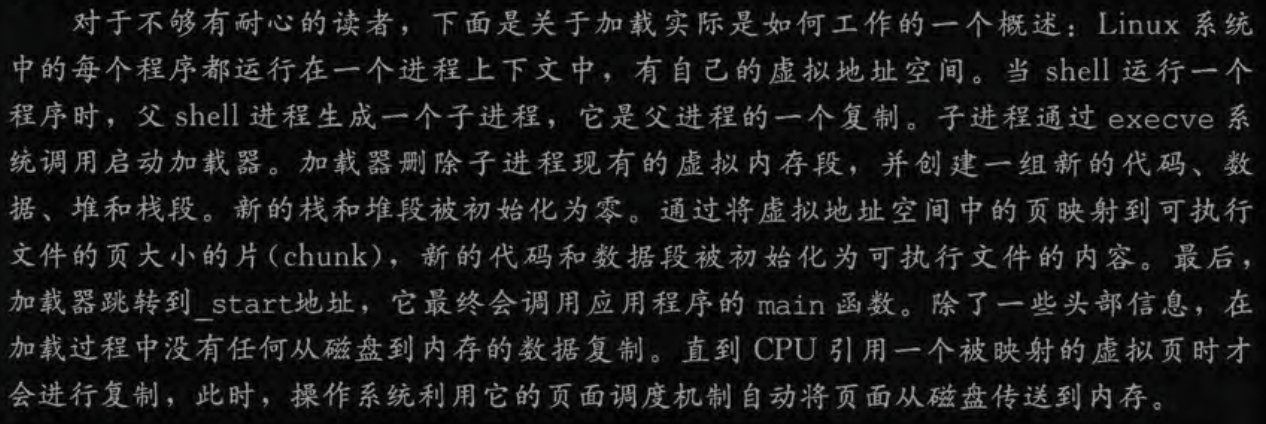 对于不够有耐心的读者，下面是关于加载实际是如何工作的一个概述：Linux 系统
中的每个程序都运行在一个进程上下文中，有自己的虚拟地址空间。当 shell 运行一个
程序时，父 shell 进程生成一个子进程，它是父进程的一个复制。子进程通过 execve 系
统调用启动加载器。加载器删除子进程现有的虚拟内存段，并创建一组新的代码、数
据、堆和栈段。新的栈和堆段被初始化为零。通过将虚拟地址空间中的页映射到可执行
文件的页大小的片(chunk)，新的代码和数据段被初始化为可执行文件的内容。最后，
加载器跳转到_start地址，它最终会调用应用程序的 main 函数。除了一些头部信息，在
加载过程中没有任何从磁盘到内存的数据复制。直到 CPU 引用一个被映射的虚拟页时才
会进行复制，此时，操作系统利用它的页面调度机制自动将页面从磁盘传送到内存。